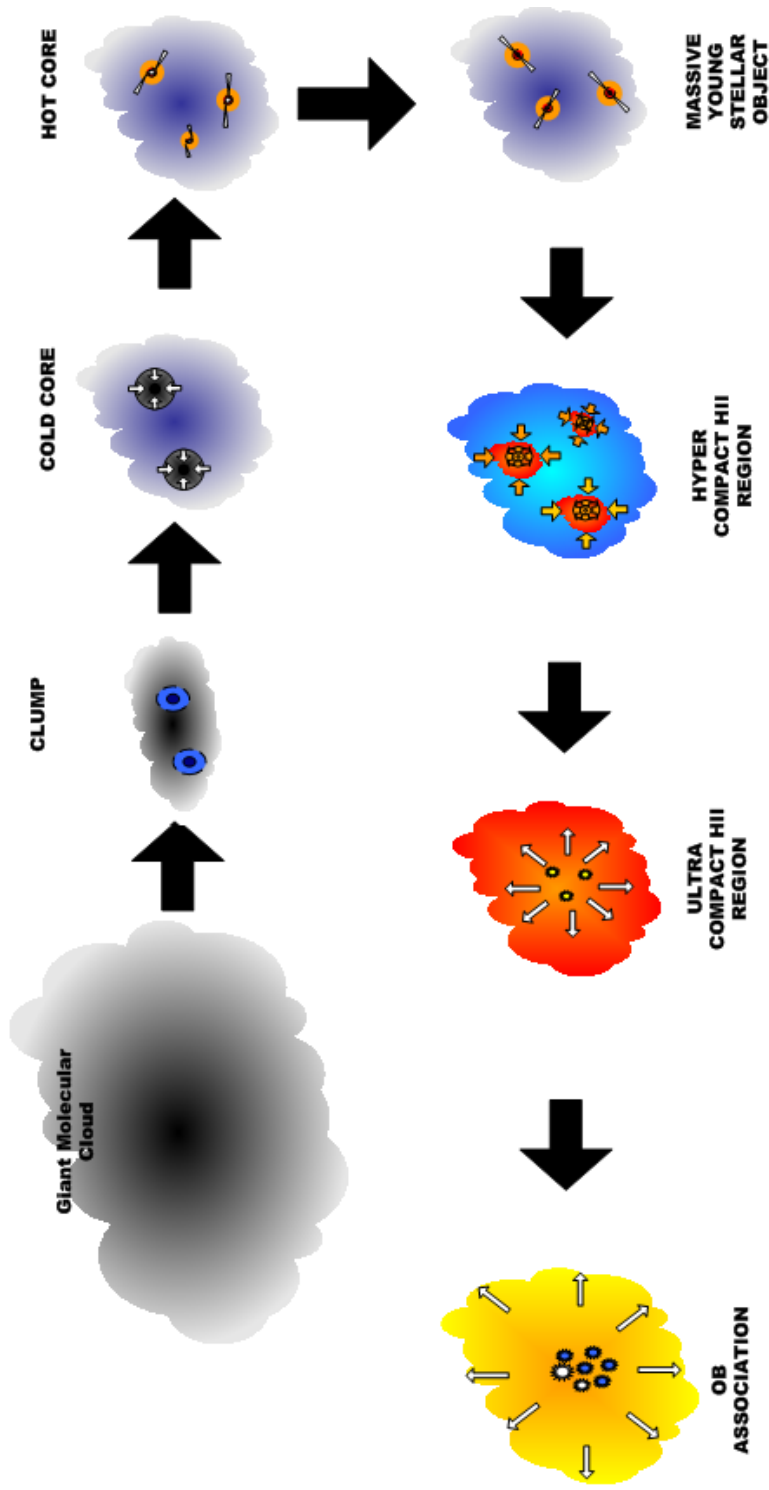 Giant Molecular
Cloud
CLUMP
COLD CORE
HOT CORE
MASSIVE
YOUNG
STELLAR
OBJECT
HYPER
COMPACT HII
REGION
ULTRA
COMPACT HII
REGION
OB
ASSOCIATION